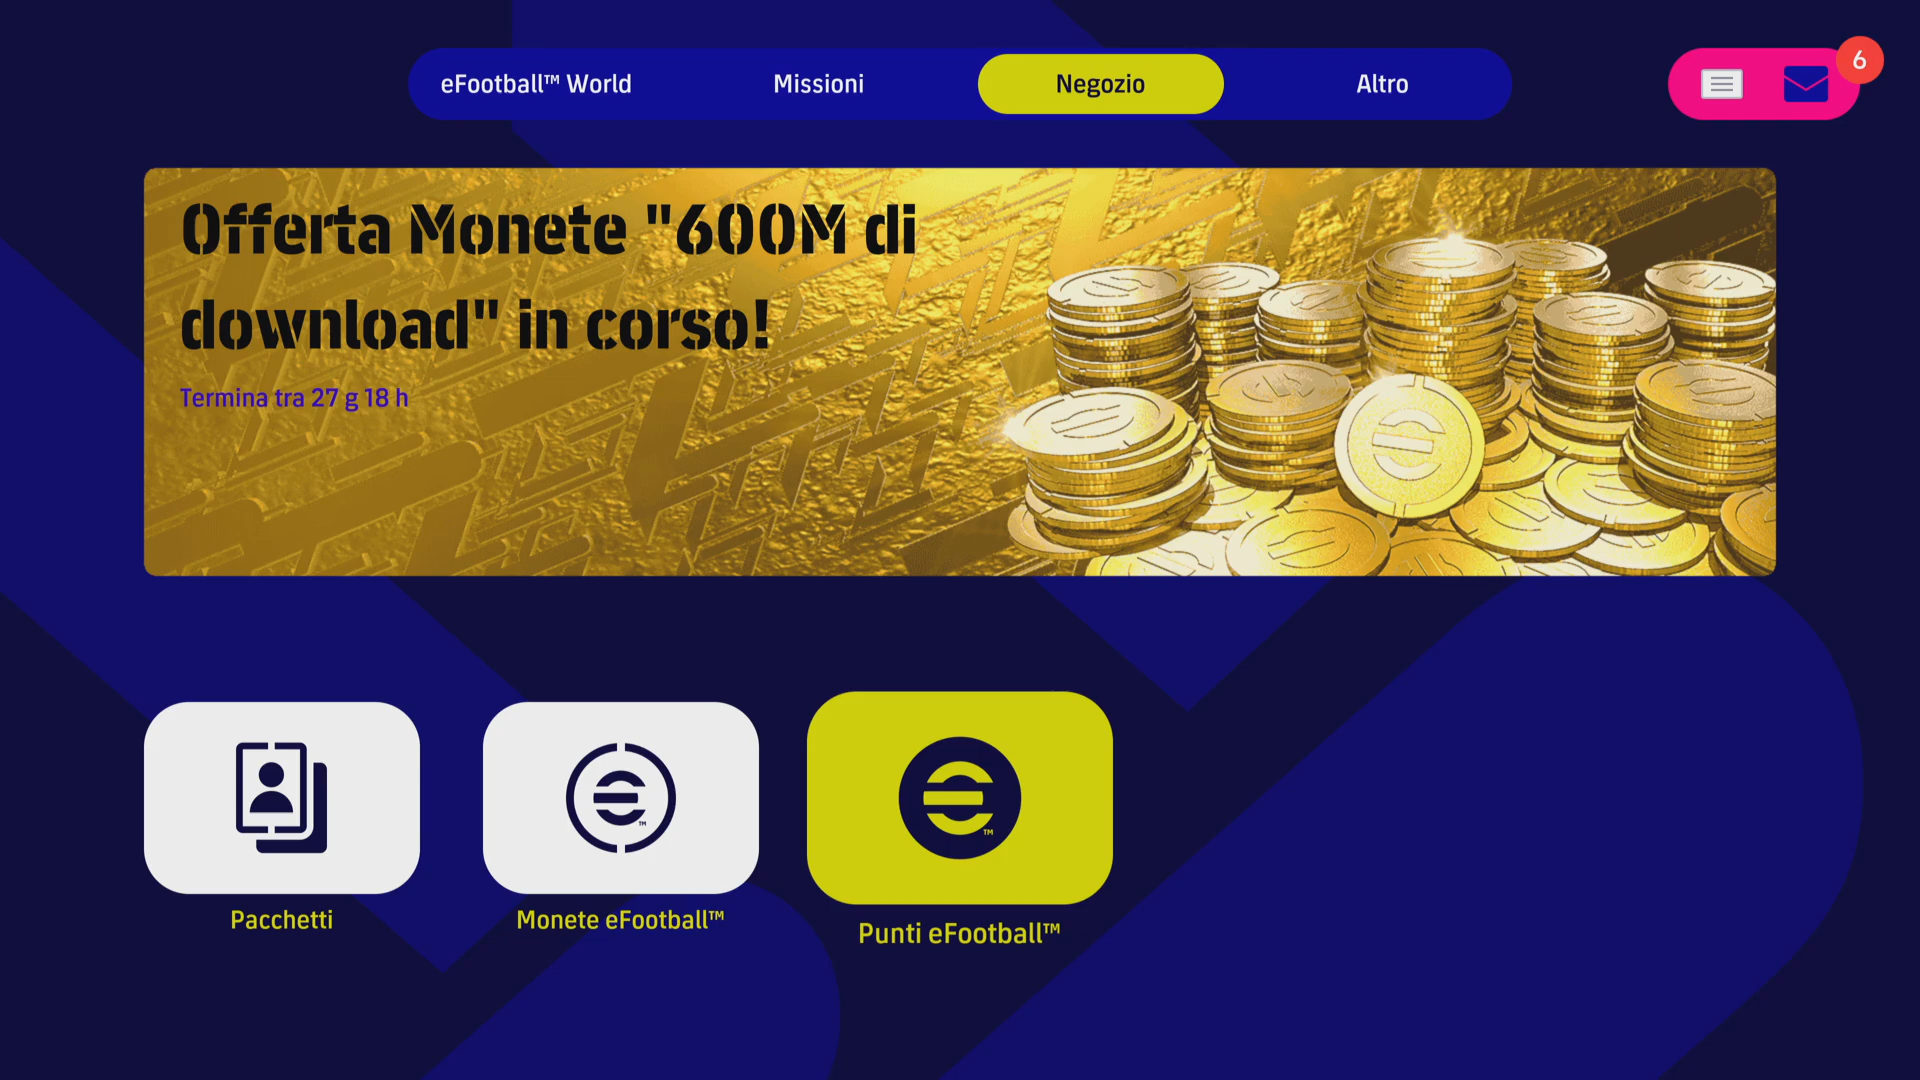 eFootball™ World
Missioni
Negozio
Altro
6
Offerta Monete "600M di
download" in corso!
Termina tra 27 g 18 h
Pacchetti
Monete eFootball™
Punti eFootball™